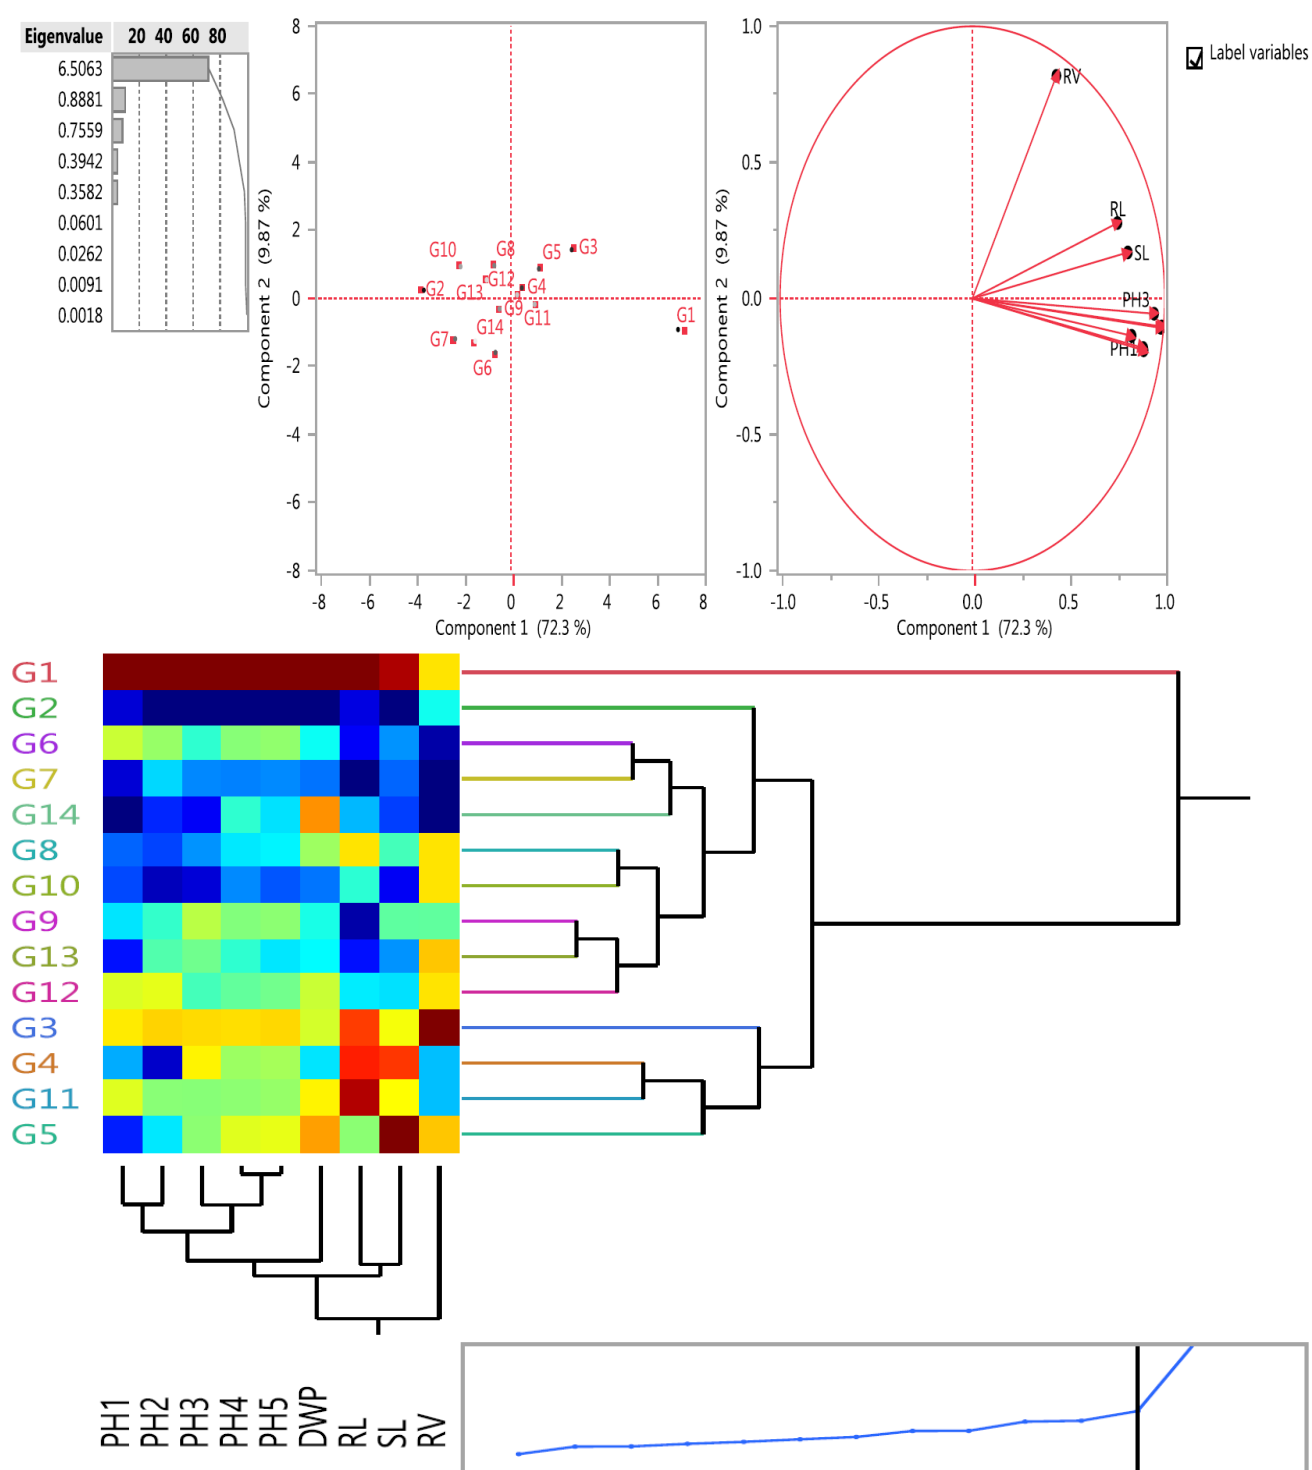 Eigenvalue 20 40 60 80
6.5063
0.8881
0.7559
0.3942
0.3582
0.0601
0.0262
0.0091
0.0018
Component 2 (9.87 %)
8
6
4
2
0
-2
-4
-6
-8
G10
G8
G5
G3
G2
G13
G12
G4
G9
G11
G7
G14
G6
G1
-8 -6 -4 -2 0 2 4 6 8
Component 1 (72.3 %)
Component 2 (9.87 %)
1.0
0.5
0.0
-0.5
-1.0
RV
RL
SL
PH3
PH1
-1.0 -0.5 0.0 0.5 1.0
Component 1 (72.3 %)
Label variables
G1
G2
G6
G7
G14
G8
G10
G9
G13
G12
G3
G4
G11
G5
PH1 PH2 PH3 PH4 PH5 DWP RL SL RV